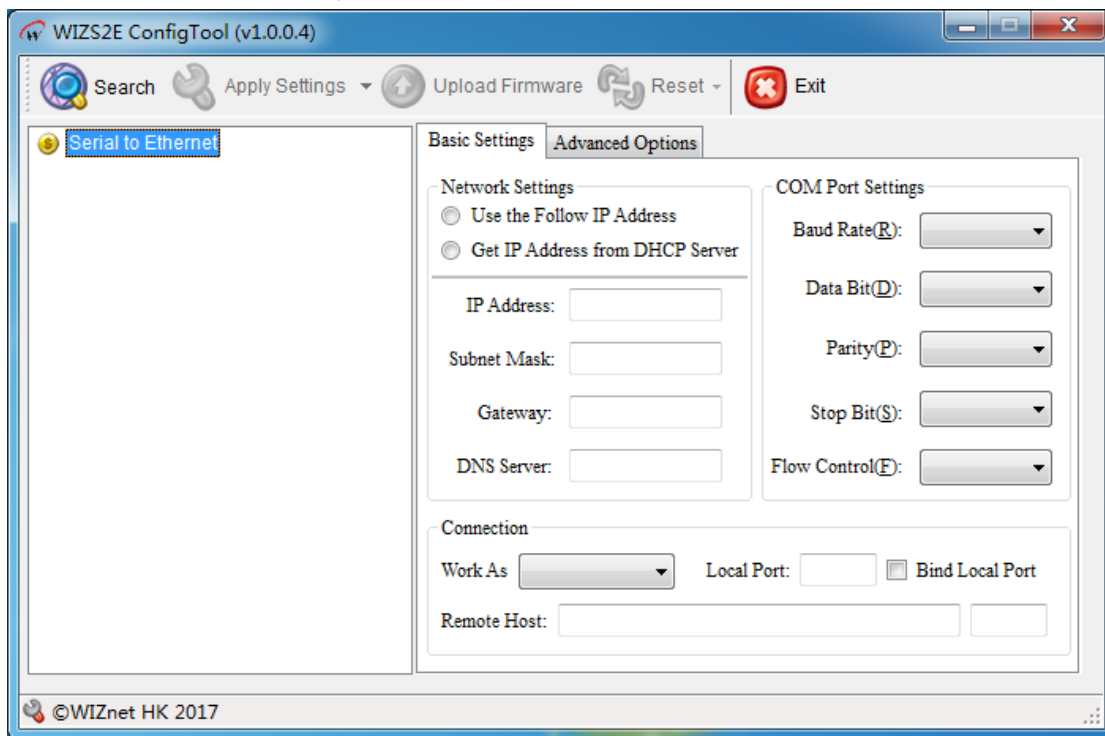 WIZS2E ConfigTool (v1.0.0.4)
Search Apply Settings Upload Firmware Reset Exit
Serial to Ethernet
Basic Settings Advanced Options
Network Settings
Use the Follow IP Address
Get IP Address from DHCP Server
IP Address:
Subnet Mask:
Gateway:
DNS Server:
COM Port Settings
Baud Rate(R):
Data Bit(D):
Parity(P):
Stop Bit(S):
Flow Control(F):
Connection
Work As Local Port: Bind Local Port
Remote Host:
©WIZnet HK 2017